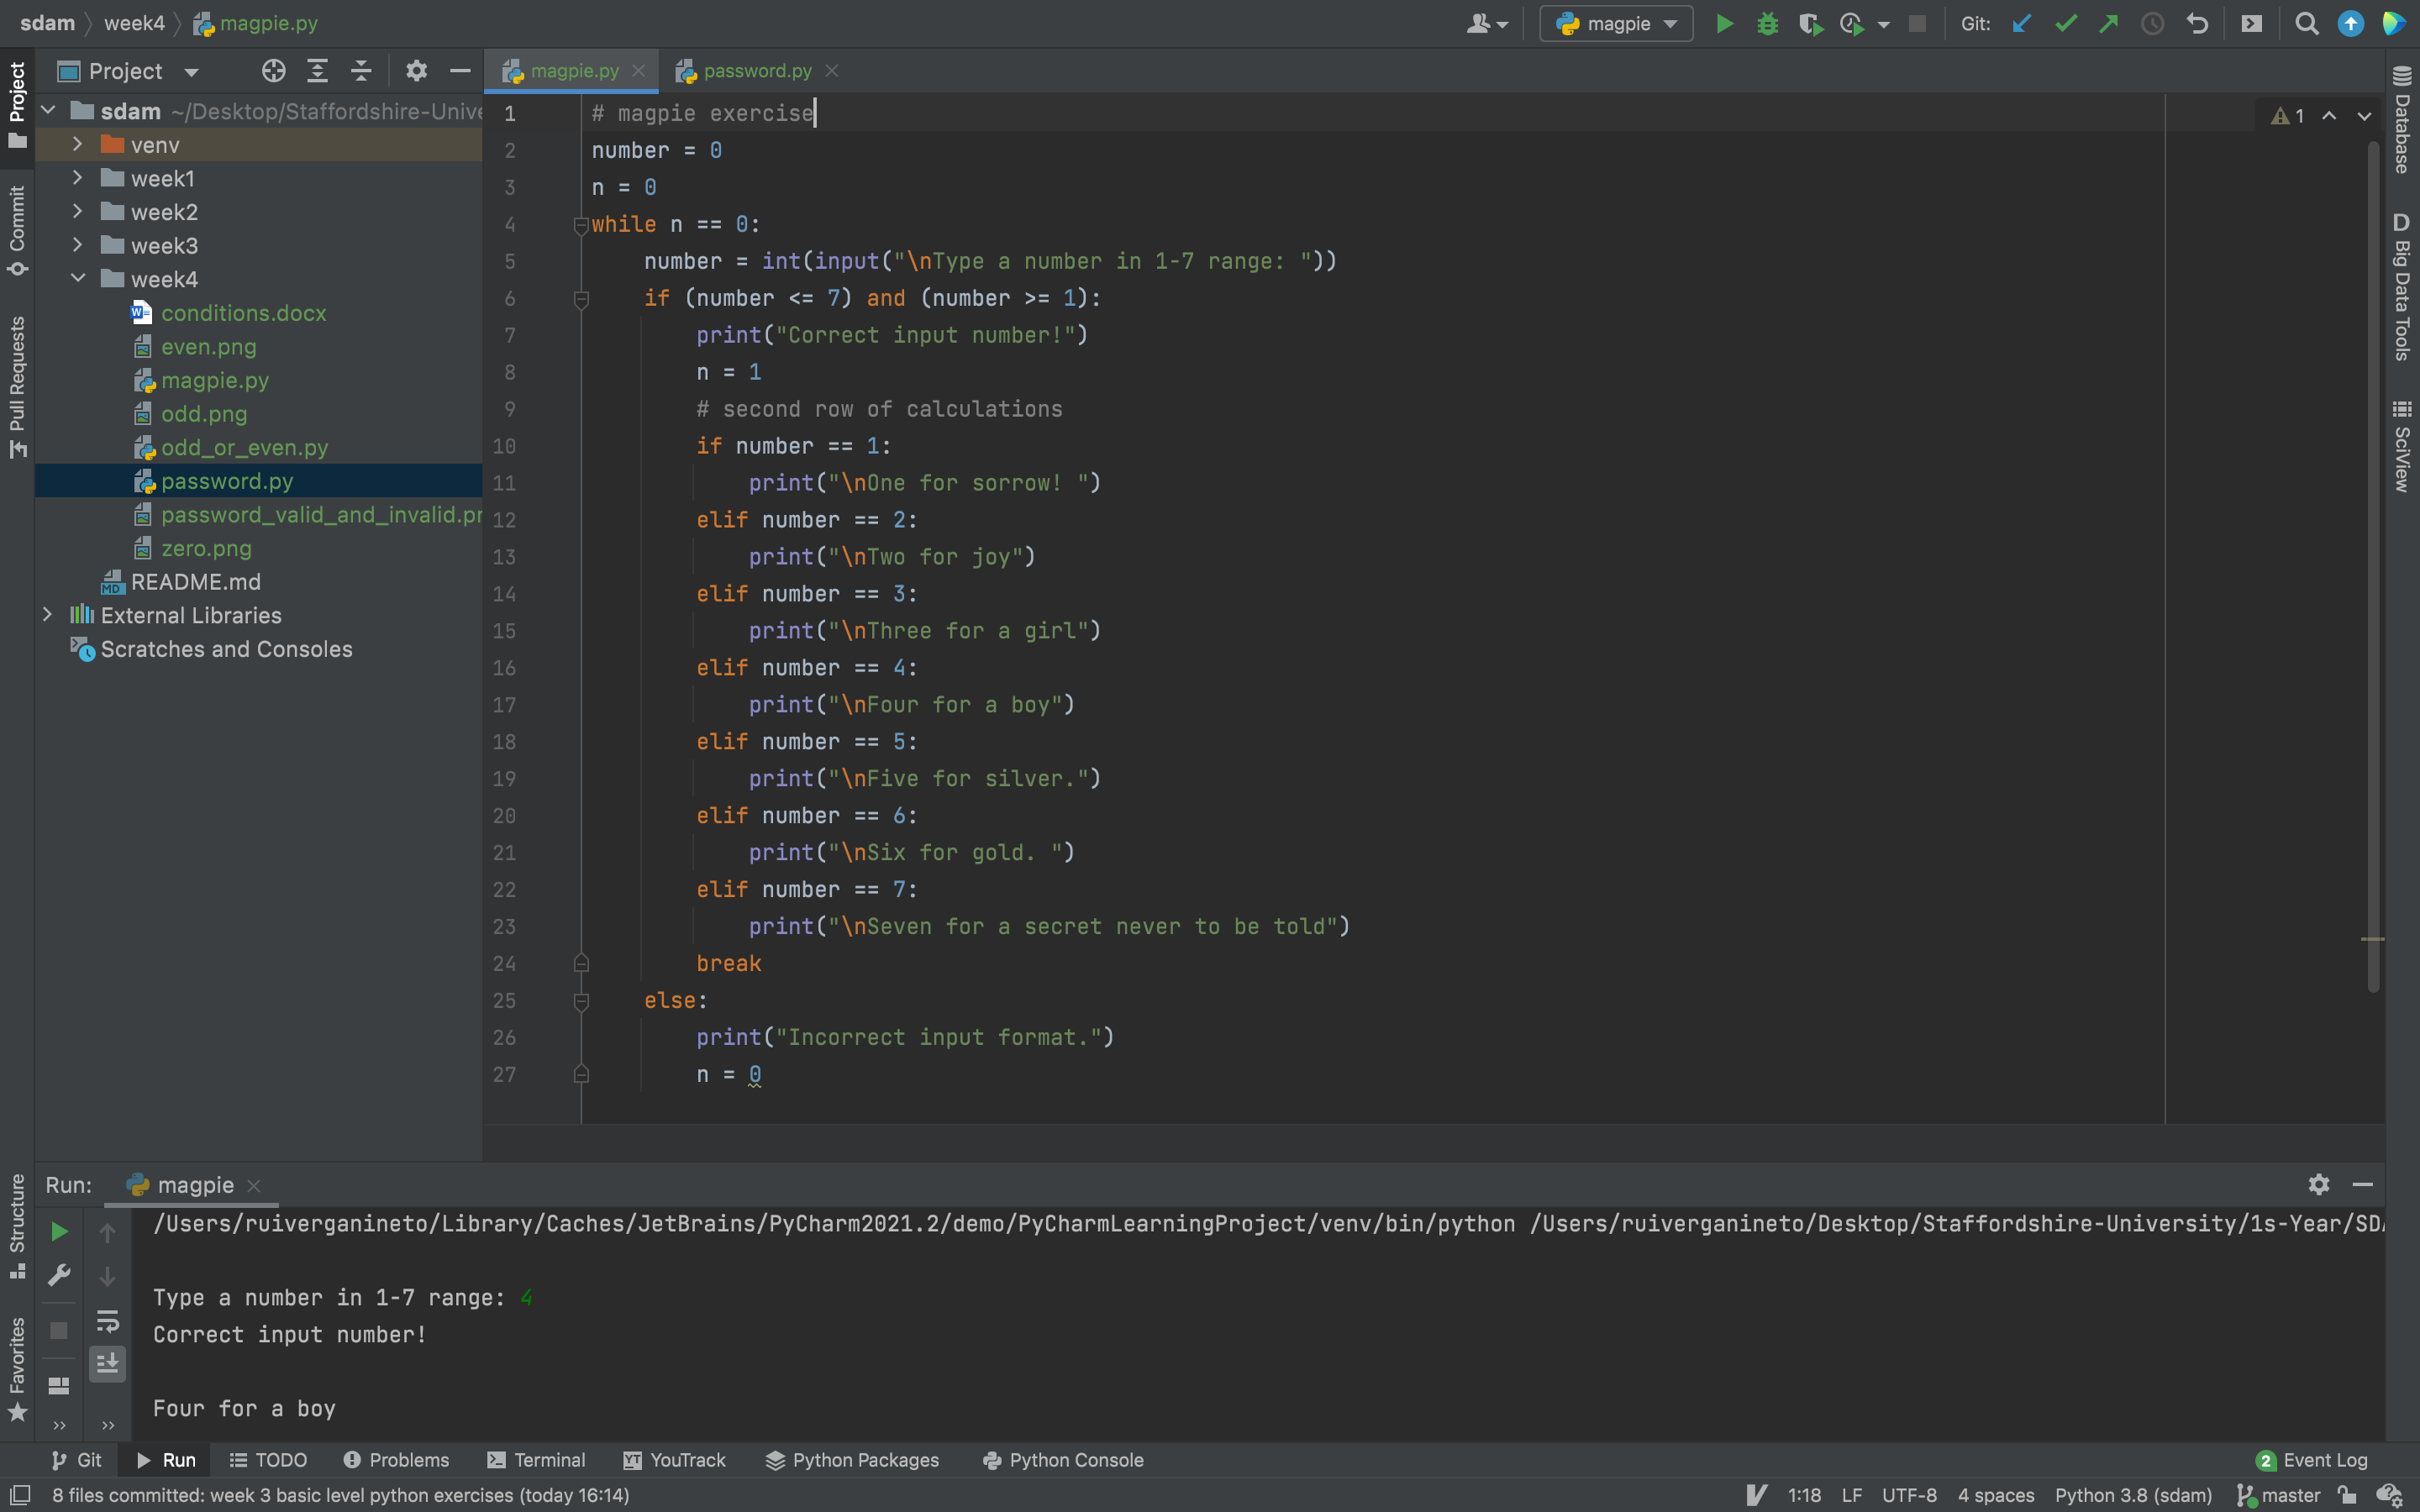 sdam week4 magpie.py
magpie
Git:
Project
magpie.py
password.py
sdam ~/Desktop/Staffordshire-Unive
venv
week1
week2
week3
week4
conditions.docx
even.png
magpie.py
odd.png
odd_or_even.py
password.py
password_valid_and_invalid.pr
zero.png
README.md
External Libraries
Scratches and Consoles
Project
Commit
Pull Requests
Structure
Favorites
1 # magpie exercise
2 number = 0
3 n = 0
4 while n == 0:
5 number = int(input("\nType a number in 1-7 range: "))
6 if (number <= 7) and (number >= 1):
7 print("Correct input number!")
8 n = 1
9 # second row of calculations
10 if number == 1:
11 print("\nOne for sorrow! ")
12 elif number == 2:
13 print("\nTwo for joy")
14 elif number == 3:
15 print("\nThree for a girl")
16 elif number == 4:
17 print("\nFour for a boy")
18 elif number == 5:
19 print("\nFive for silver.")
20 elif number == 6:
21 print("\nSix for gold. ")
22 elif number == 7:
23 print("\nSeven for a secret never to be told")
24 break
25 else:
26 print("Incorrect input format.")
27 n = 0
1
Database
D Big Data Tools
SciView
Run: magpie
/Users/ruiverganineto/Library/Caches/JetBrains/PyCharm2021.2/demo/PyCharmLearningProject/venv/bin/python /Users/ruiverganineto/Desktop/Staffordshire-University/1s-Year/SDA
Type a number in 1-7 range: 4
Correct input number!
Four for a boy
Git Run TODO Problems Terminal YouTrack Python Packages Python Console 2 Event Log
8 files committed: week 3 basic level python exercises (today 16:14) 1:18 LF UTF-8 4 spaces Python 3.8 (sdam) master